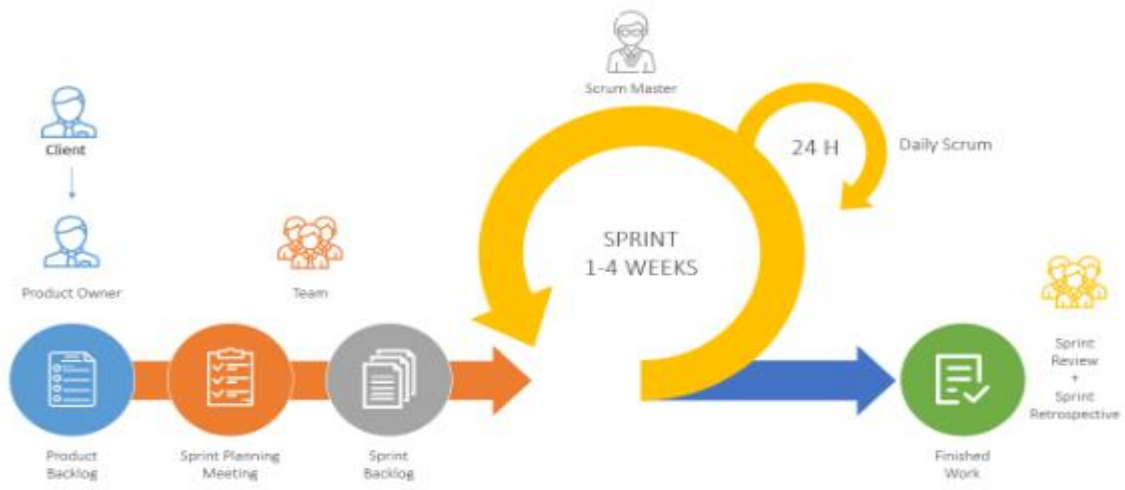 Scrum Master
Client
24 H
Daily Scrum
SPRINT
1-4 WEEKS
Product Owner
Team
Sprint
Review
+
Sprint
Retrospective
Product
Backlog
Sprint Planning
Meeting
Sprint
Backlog
Finished
Work